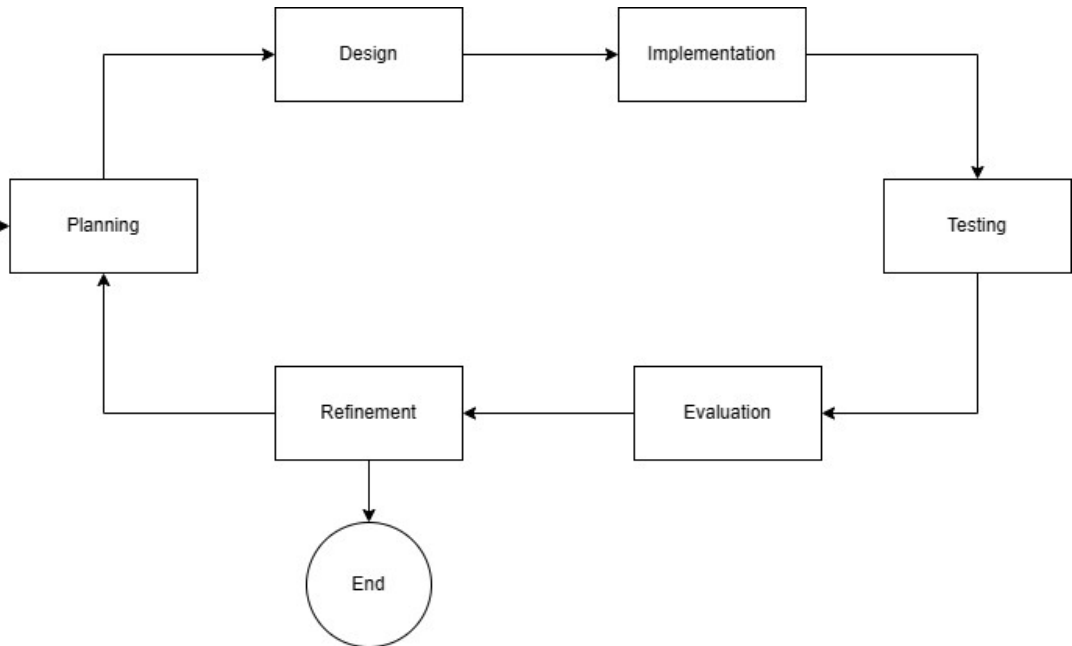 Design
Implementation
Planning
Testing
Refinement
Evaluation
End